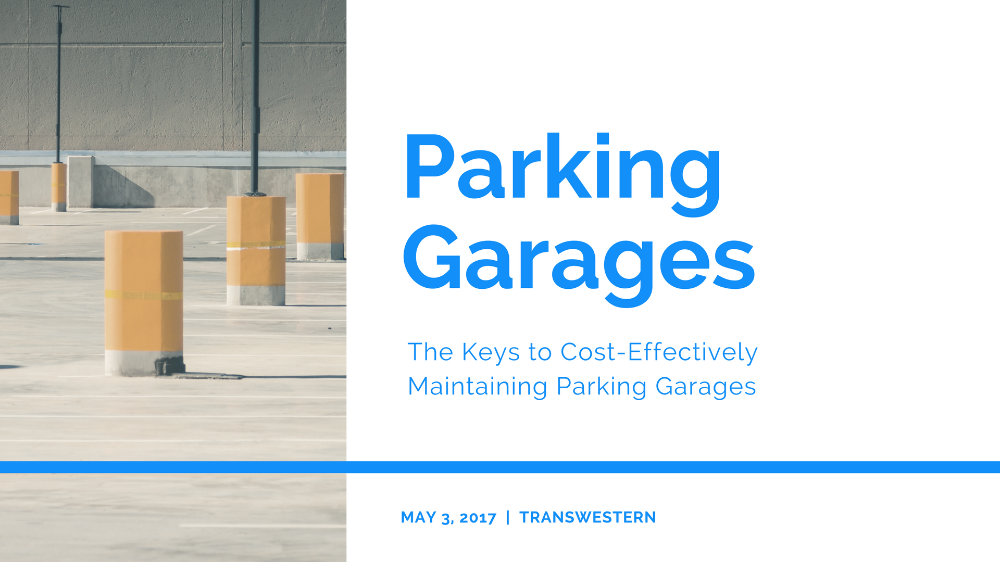 Parking
Garages
The Keys to Cost-Effectively
Maintaining Parking Garages
MAY 3, 2017 | TRANSWESTERN